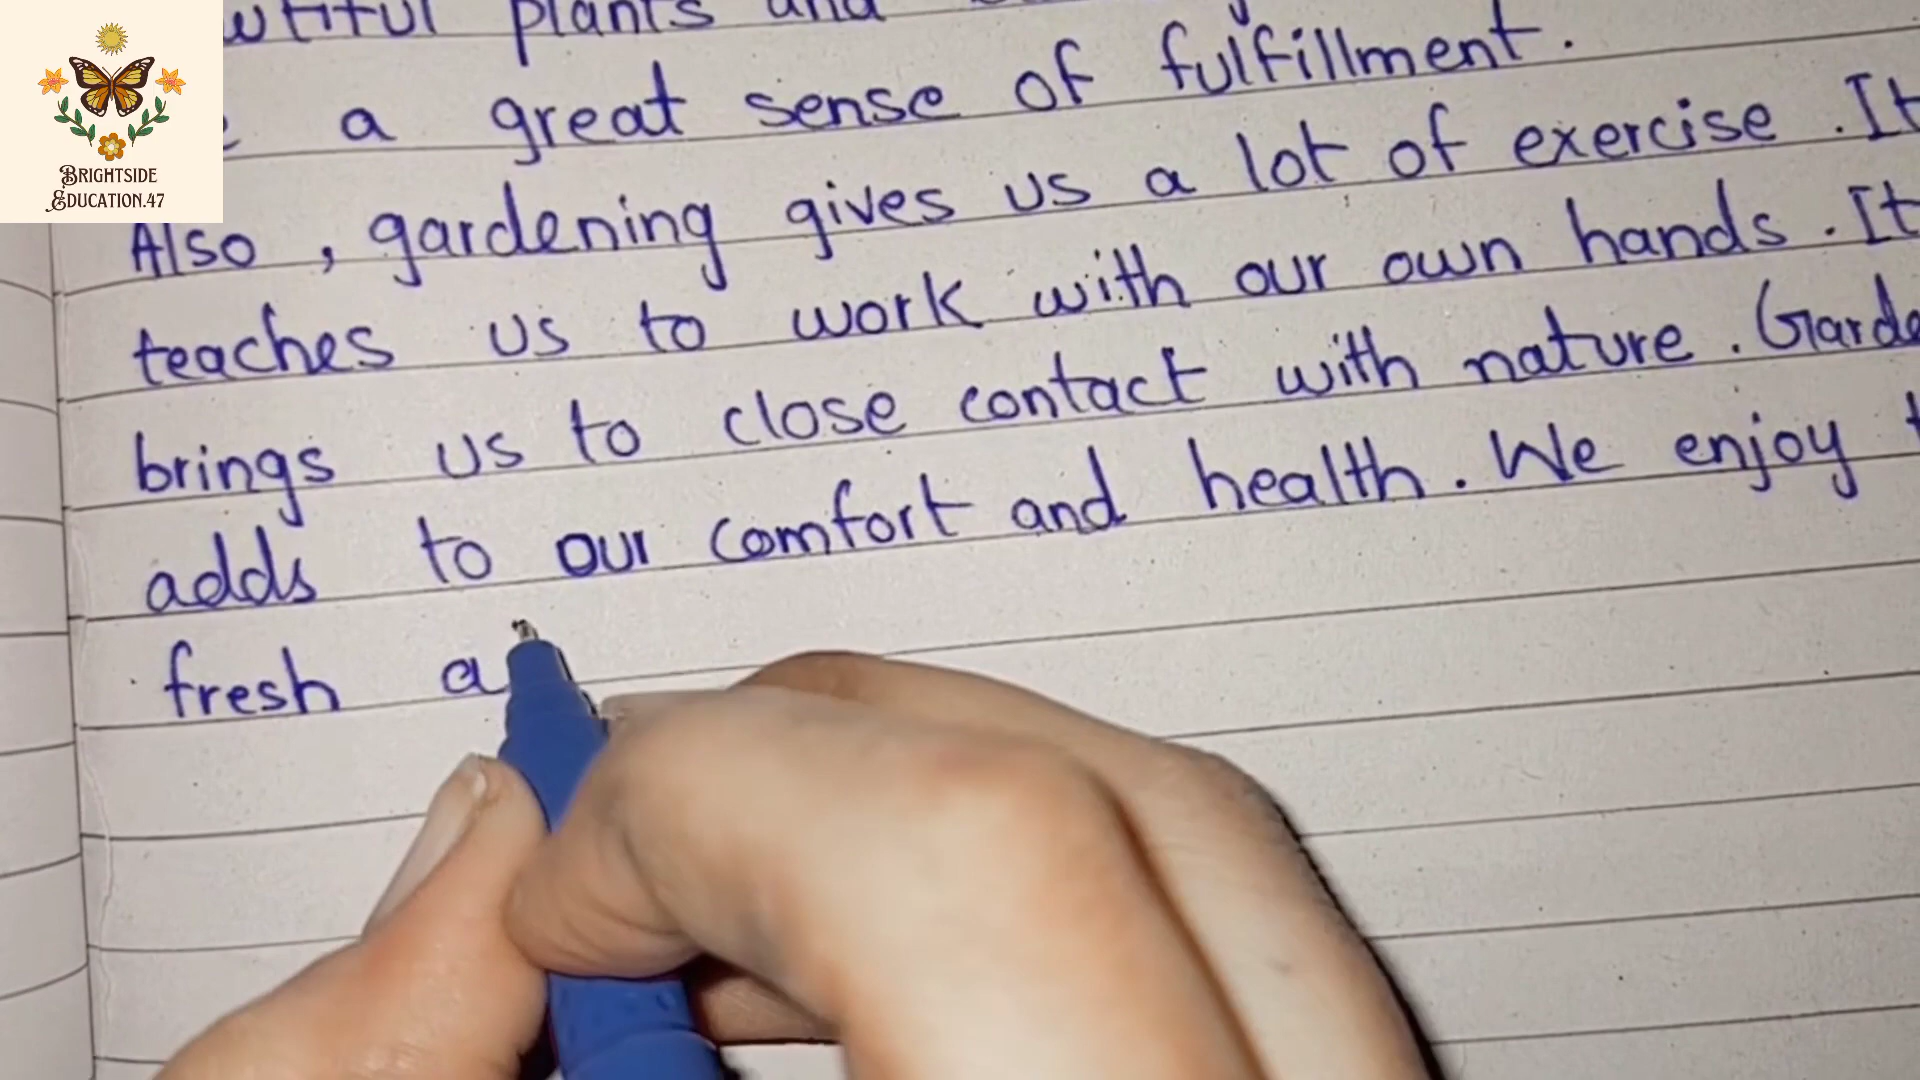 BRIGHTSIDE
EDUCATION.47
plants and
a great sense of fulfillment.
Also, gardening gives us a lot of exercise. It
teaches us to work with our own hands. It
brings us to close contact with nature. Garde
adds to our comfort and health. We enjoy t
fresh a